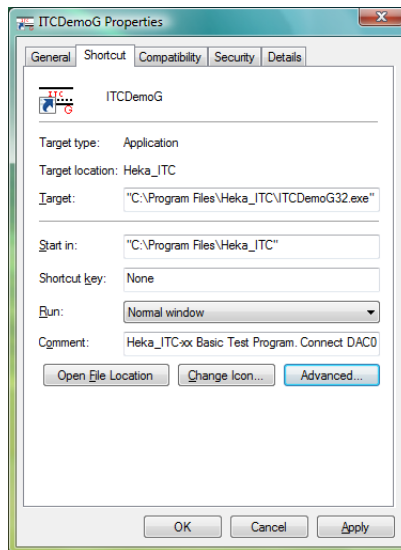 ITCDemoG Properties
General Shortcut Compatibility Security Details
ITC
G
ITCDemoG
Target type: Application
Target location: Heka_ITC
Target: "C:\Program Files\Heka_ITC\ITCDemoG32.exe"
Start in: "C:\Program Files\Heka_ITC"
Shortcut key: None
Run: Normal window
Comment: Heka_ITC-xx Basic Test Program. Connect DAC0
Open File Location Change Icon... Advanced...
OK Cancel Apply